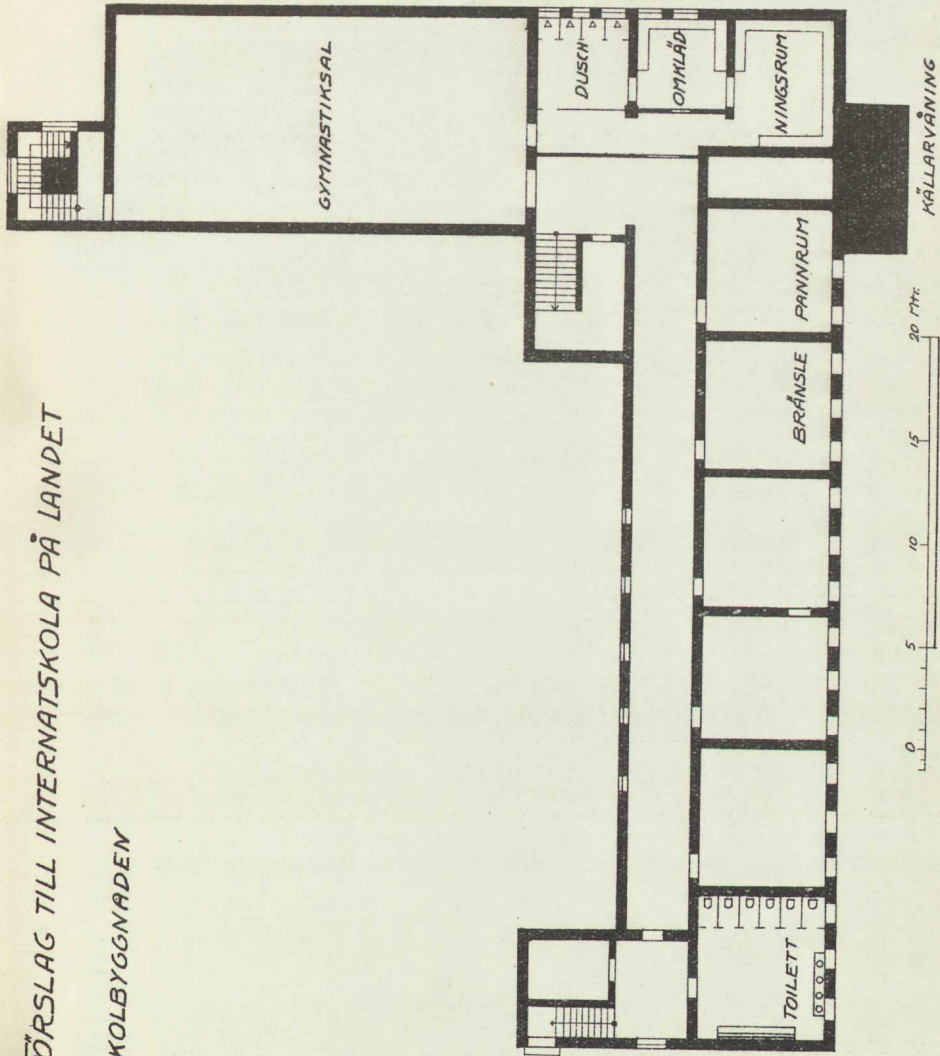 ÖRSLAG TILL INTERNATSKOLA PÅ LANDET
KOLBYGGNADEN
GYMNASTIKSAL
DUSCH
OMKLÄD
NINGSRUM
PANNRUM
BRÄNSLE
TOILETT
0 5 10 15 20 Mtr.
KÄLLARVÅNING